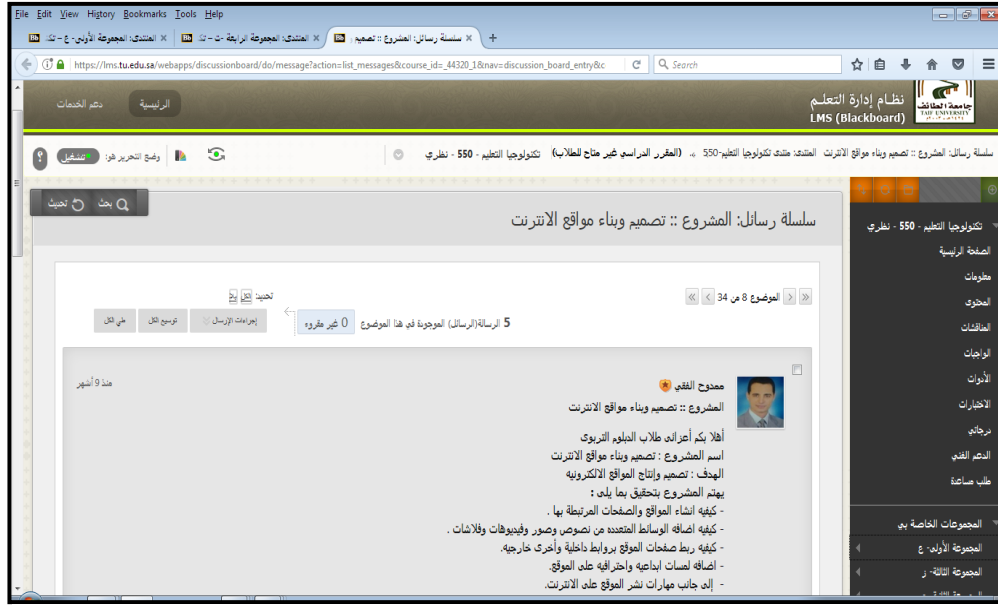 File Edit View History Bookmarks Tools Help
سلسلة رسائل: المشروع :: تصميم
المنتدى: المجموعة الرابعة -ث – تك
المنتدى: المجموعة الأولى- ع – تك
https://lms.tu.edu.sa/webapps/discussionboard/do/message?action=list_messages&course_id=_44320_1&nav=discussion_board_entry&c
Search
جامعة الطائف
TAIF UNIVERSITY
نظام إدارة التعلم
LMS (Blackboard)
الرئيسية
دعم الخدمات
سلسلة رسائل: المشروع :: تصميم وبناء مواقع الانترنت
المنتدى: منتدى تكنولوجيا التعليم-550
(المقرر الدراسي غير متاح للطلاب)
تكنولوجيا التعليم - 550 - نظري
وضع التحرير هو: تشغيل
بحث
تحديث
سلسلة رسائل: المشروع :: تصميم وبناء مواقع الانترنت
الموضوع 8 من 34
تحديد: الكل
5 الرسالة(الرسائل) الموجودة في هذا الموضوع 0 غير مقروء
إجراءات الإرسال
توسيع الكل
طي الكل
ممدوح الفقي
منذ 9 أشهر
المشروع :: تصميم وبناء مواقع الانترنت
أهلا بكم أعزائى طلاب الدبلوم التربوى
اسم المشروع : تصميم وبناء مواقع الانترنت
الهدف : تصميم وإنتاج المواقع الالكترونيه
يهتم المشروع بتحقيق بما يلى :
- كيفيه انشاء المواقع والصفحات المرتبطة بها .
- كيفيه اضافه الوسائط المتعدده من نصوص وصور وفيديوهات وفلاشات .
- كيفيه ربط صفحات الموقع بروابط داخلية وأخرى خارجيه.
- اضافه لمسات ابداعيه واحترافيه على الموقع.
- إلى جانب مهارات نشر الموقع على الانترنت.
تكنولوجيا التعليم - 550 - نظري
الصفحة الرئيسية
معلومات
المحتوى
المناقشات
الواجبات
الأدوات
الاختبارات
درجاتي
الدعم الفني
طلب مساعدة
المجموعات الخاصة بي
المجموعة الأولى- ع
المجموعة الثالثة- ز